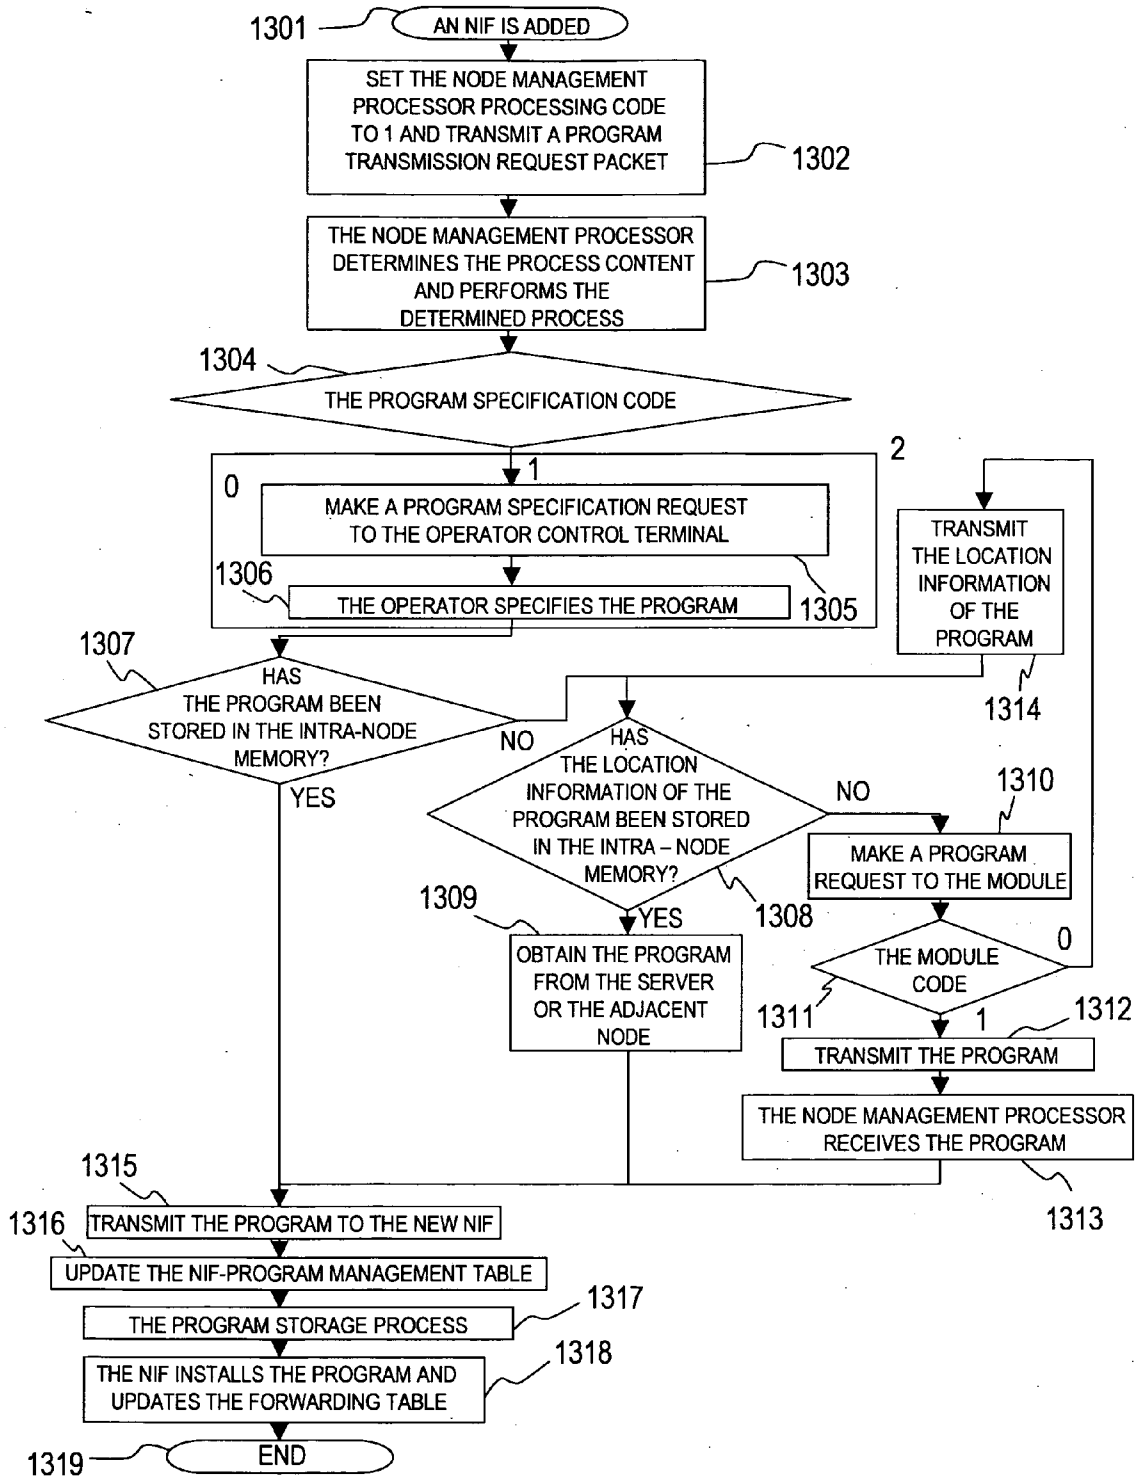 1301
AN NIF IS ADDED
SET THE NODE MANAGEMENT
PROCESSOR PROCESSING CODE
TO 1 AND TRANSMIT A PROGRAM
TRANSMISSION REQUEST PACKET
1302
THE NODE MANAGEMENT PROCESSOR
DETERMINES THE PROCESS CONTENT
AND PERFORMS THE
DETERMINED PROCESS
1303
1304
THE PROGRAM SPECIFICATION CODE
2
0
1
MAKE A PROGRAM SPECIFICATION REQUEST
TO THE OPERATOR CONTROL TERMINAL
1305
1306
THE OPERATOR SPECIFIES THE PROGRAM
TRANSMIT
THE LOCATION
INFORMATION
OF THE
PROGRAM
1314
1307
HAS
THE PROGRAM BEEN
STORED IN THE INTRA-NODE
MEMORY?
NO
YES
HAS
THE LOCATION
INFORMATION OF THE
PROGRAM BEEN STORED
IN THE INTRA – NODE
MEMORY?
NO
1308
YES
1310
MAKE A PROGRAM
REQUEST TO THE MODULE
1309
OBTAIN THE PROGRAM
FROM THE SERVER
OR THE ADJACENT
NODE
THE MODULE
CODE
0
1311
1
1312
TRANSMIT THE PROGRAM
THE NODE MANAGEMENT PROCESSOR
RECEIVES THE PROGRAM
1313
1315
TRANSMIT THE PROGRAM TO THE NEW NIF
1316
UPDATE THE NIF-PROGRAM MANAGEMENT TABLE
1317
THE PROGRAM STORAGE PROCESS
1318
THE NIF INSTALLS THE PROGRAM AND
UPDATES THE FORWARDING TABLE
1319
END